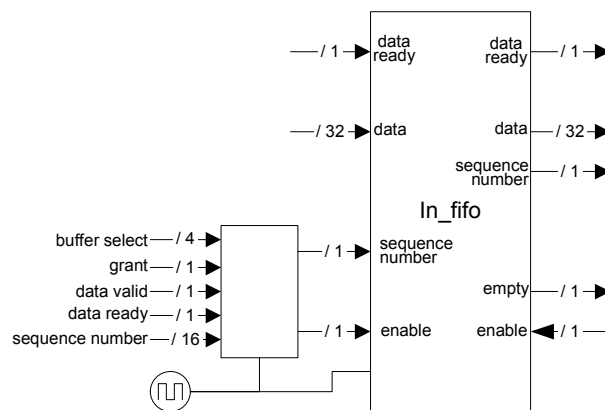 / 1 data ready
data ready / 1
/ 32 data
data / 32
sequence number / 1
In_fifo
buffer select / 4
grant / 1
data valid / 1
data ready / 1
sequence number / 16
/ 1 sequence number
/ 1 enable
empty / 1
enable / 1